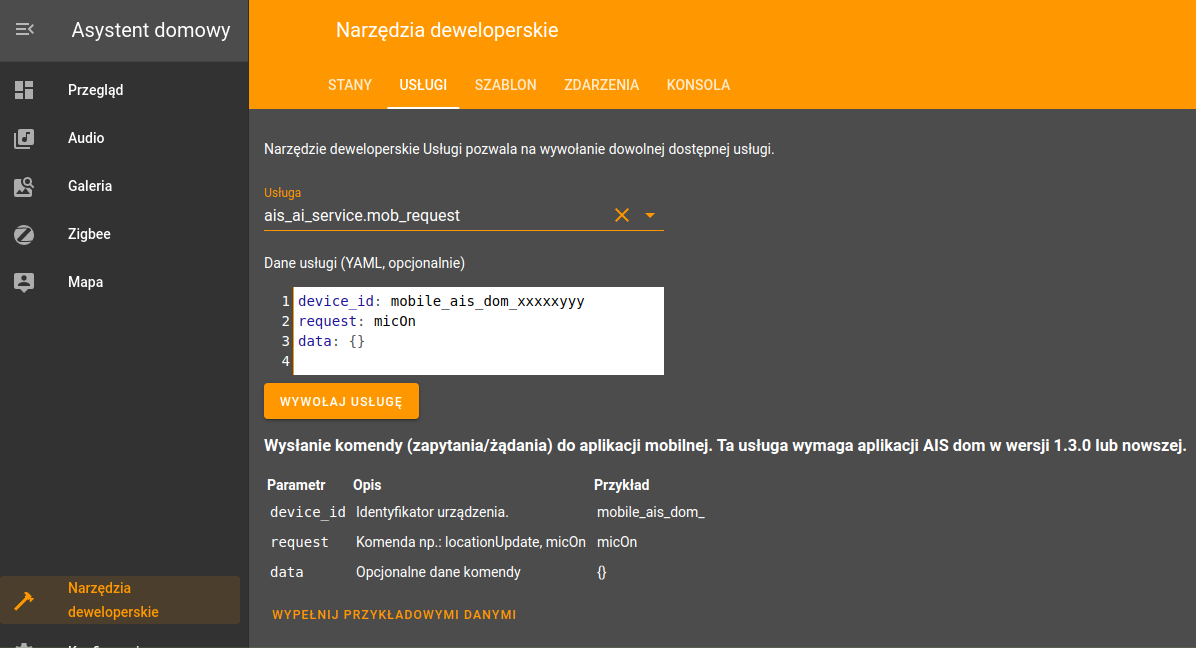 Asystent domowy
Narzędzia deweloperskie
STANY USŁUGI SZABLON ZDARZENIA KONSOLA
Przegląd
Audio
Galeria
Zigbee
Mapa
Narzędzia
deweloperskie
Narzędzie deweloperskie Usługi pozwala na wywołanie dowolnej dostępnej usługi.
Usługa
ais_ai_service.mob_request
Dane usługi (YAML, opcjonalnie)
1 device_id: mobile_ais_dom_xxxxxyyy
2 request: micOn
3 data: {}
4
WYWOŁAJ USŁUGĘ
Wysłanie komendy (zapytania/żądania) do aplikacji mobilnej. Ta usługa wymaga aplikacji AIS dom w wersji 1.3.0 lub nowszej.
Parametr Opis Przykład
device_id Identyfikator urządzenia. mobile_ais_dom_
request Komenda np.: locationUpdate, micOn micOn
data Opcjonalne dane komendy {}
WYPEŁNIJ PRZYKŁADOWYMI DANYMI